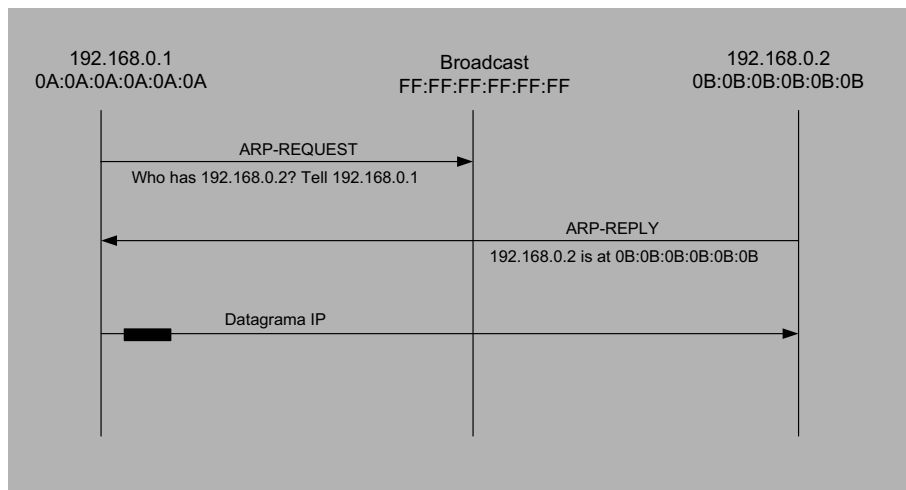 192.168.0.1
0A:0A:0A:0A:0A:0A
Broadcast
FF:FF:FF:FF:FF:FF
192.168.0.2
0B:0B:0B:0B:0B:0B
ARP-REQUEST
Who has 192.168.0.2? Tell 192.168.0.1
ARP-REPLY
192.168.0.2 is at 0B:0B:0B:0B:0B:0B
Datagrama IP